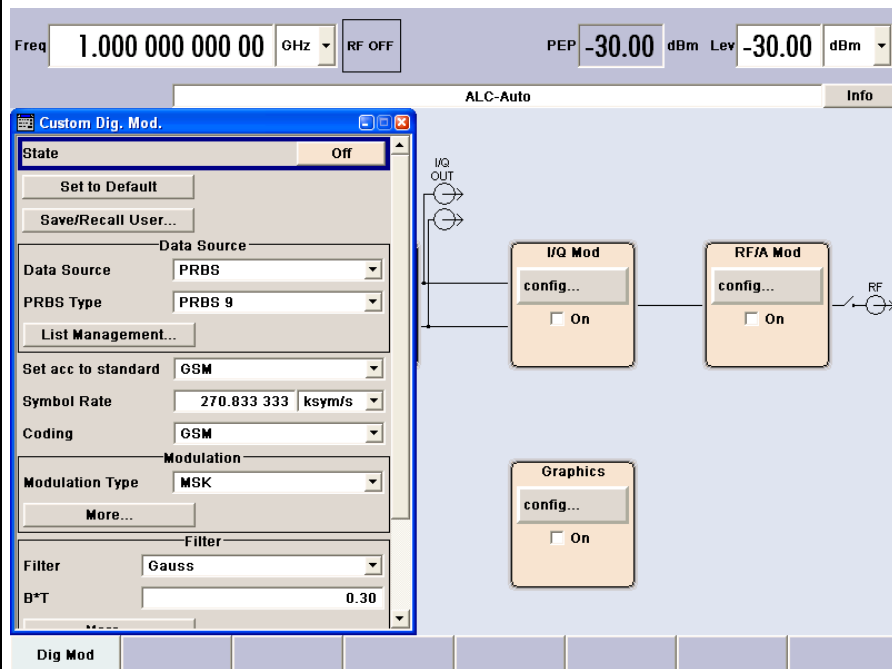 Freq 1.000 000 000 00 GHz RF OFF PEP -30.00 dBm Lev -30.00 dBm
ALC-Auto Info
Custom Dig. Mod.
State Off
Set to Default
Save/Recall User...
Data Source
Data Source PRBS
PRBS Type PRBS 9
List Management...
Set acc to standard GSM
Symbol Rate 270.833 333 ksym/s
Coding GSM
Modulation
Modulation Type MSK
More...
Filter
Filter Gauss
B*T 0.30
I/Q
OUT
I/Q Mod
config...
On
RF/A Mod
config...
On
RF
Graphics
config...
On
Dig Mod